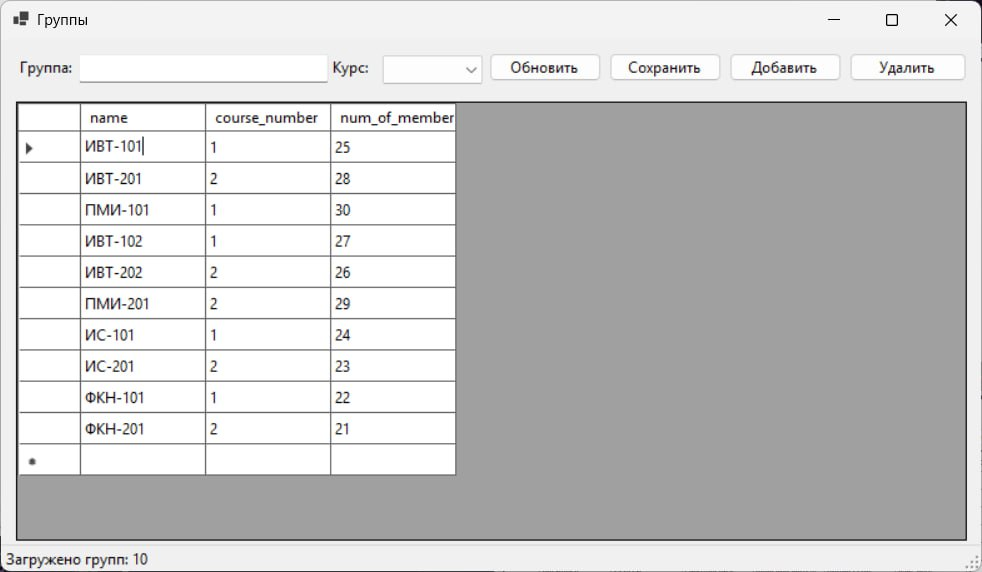 Группы
Группа: Курс: Обновить Сохранить Добавить Удалить
name course_number num_of_member
ИВТ-101 1 25
ИВТ-201 2 28
ПМИ-101 1 30
ИВТ-102 1 27
ИВТ-202 2 26
ПМИ-201 2 29
ИС-101 1 24
ИС-201 2 23
ФКН-101 1 22
ФКН-201 2 21
Загружено групп: 10